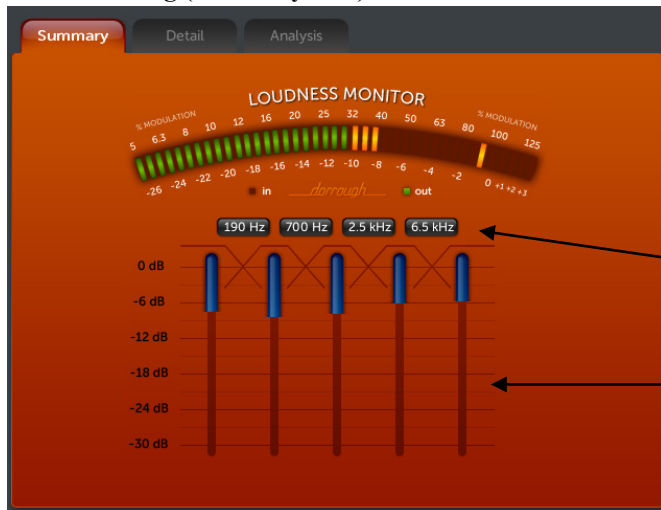 Summary Detail Analysis
LOUDNESS MONITOR
% MODULATION % MODULATION
5 6.3 8 10 12 16 20 25 32 40 50 63 80 100 125
-26 -24 -22 -20 -18 -16 -14 -12 -10 -8 -6 -4 -2 0 +1 +2 +3
in dorrough out
190 Hz 700 Hz 2.5 kHz 6.5 kHz
0 dB
-6 dB
-12 dB
-18 dB
-24 dB
-30 dB